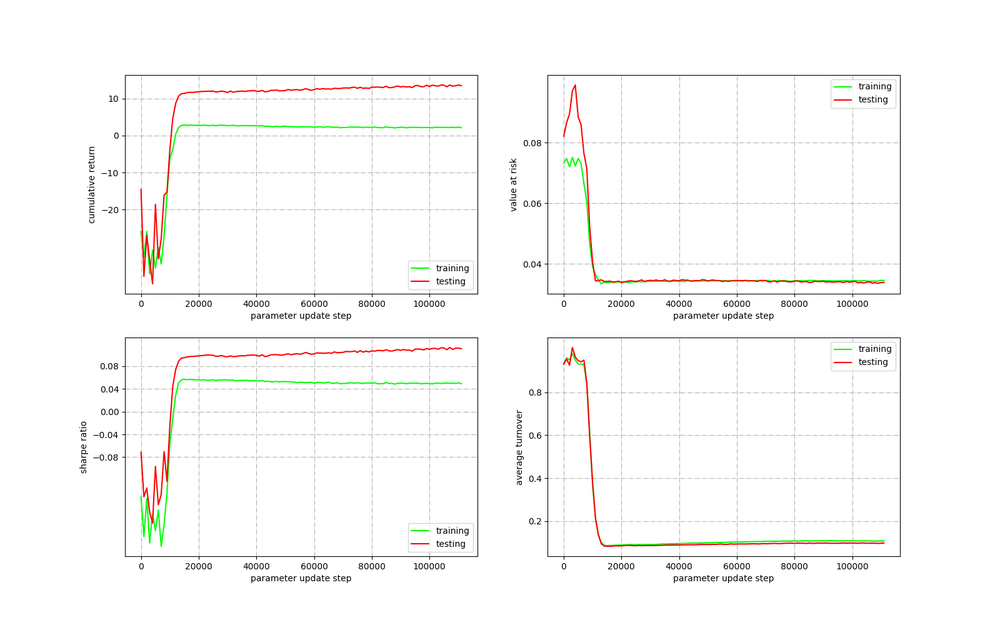 10
0
−10
−20
cumulative return
training
testing
0 20000 40000 60000 80000 100000
parameter update step
0.08
0.06
0.04
value at risk
training
testing
0 20000 40000 60000 80000 100000
parameter update step
0.08
0.04
0.00
−0.04
−0.08
sharpe ratio
training
testing
0 20000 40000 60000 80000 100000
parameter update step
0.8
0.6
0.4
0.2
average turnover
training
testing
0 20000 40000 60000 80000 100000
parameter update step